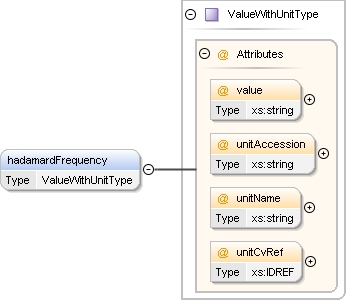 ValueWithUnitType
@ Attributes
@ value
Type xs:string
@ unitAccession
Type xs:string
hadamardFrequency
Type ValueWithUnitType
@ unitName
Type xs:string
@ unitCvRef
Type xs:IDREF